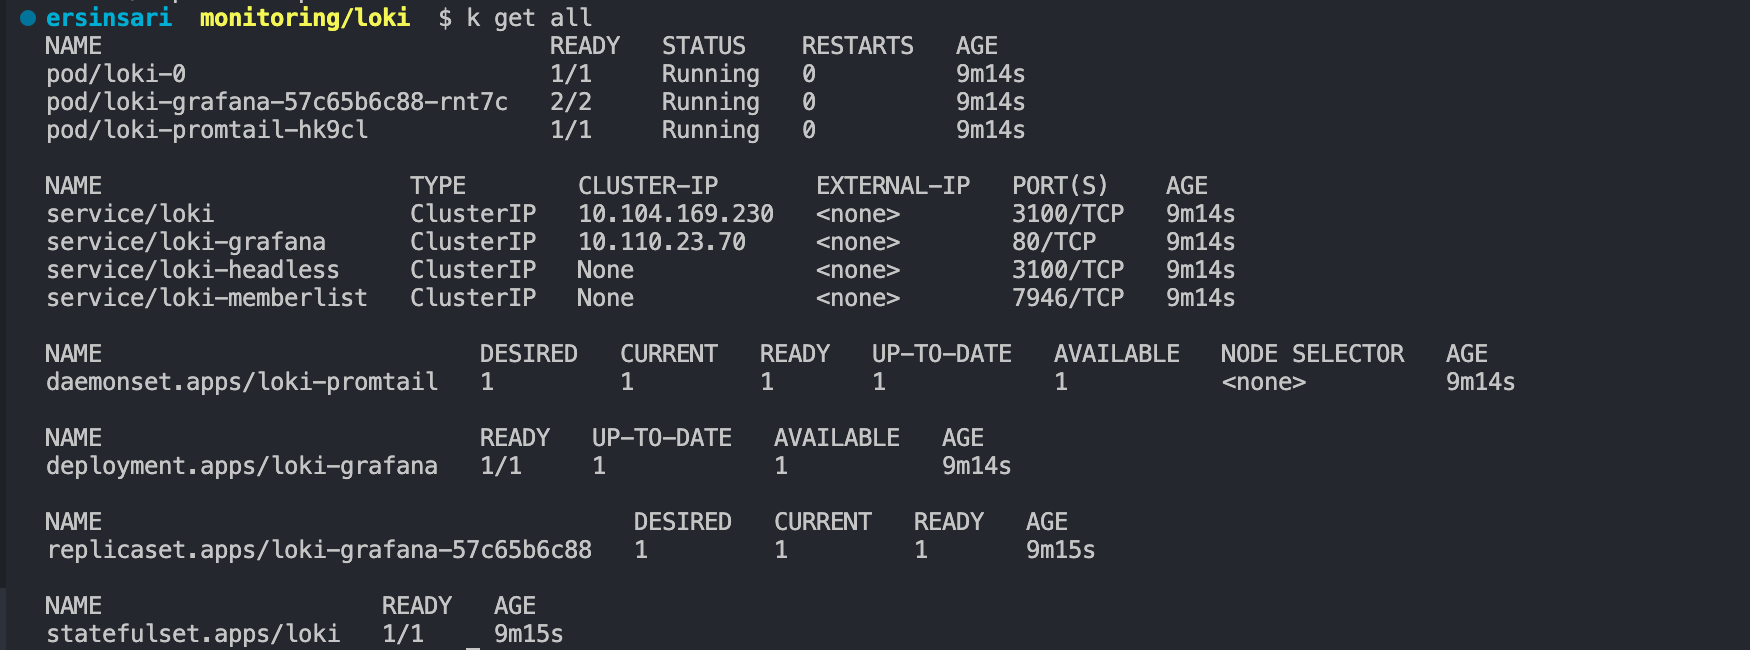 ersinsari monitoring/loki $ k get all
NAME READY STATUS RESTARTS AGE
pod/loki-0 1/1 Running 0 9m14s
pod/loki-grafana-57c65b6c88-rnt7c 2/2 Running 0 9m14s
pod/loki-promtail-hk9cl 1/1 Running 0 9m14s
NAME TYPE CLUSTER-IP EXTERNAL-IP PORT(S) AGE
service/loki ClusterIP 10.104.169.230 <none> 3100/TCP 9m14s
service/loki-grafana ClusterIP 10.110.23.70 <none> 80/TCP 9m14s
service/loki-headless ClusterIP None <none> 3100/TCP 9m14s
service/loki-memberlist ClusterIP None <none> 7946/TCP 9m14s
NAME DESIRED CURRENT READY UP-TO-DATE AVAILABLE NODE SELECTOR AGE
daemonset.apps/loki-promtail 1 1 1 1 1 <none> 9m14s
NAME READY UP-TO-DATE AVAILABLE AGE
deployment.apps/loki-grafana 1/1 1 1 9m14s
NAME DESIRED CURRENT READY AGE
replicaset.apps/loki-grafana-57c65b6c88 1 1 1 9m15s
NAME READY AGE
statefulset.apps/loki 1/1 9m15s